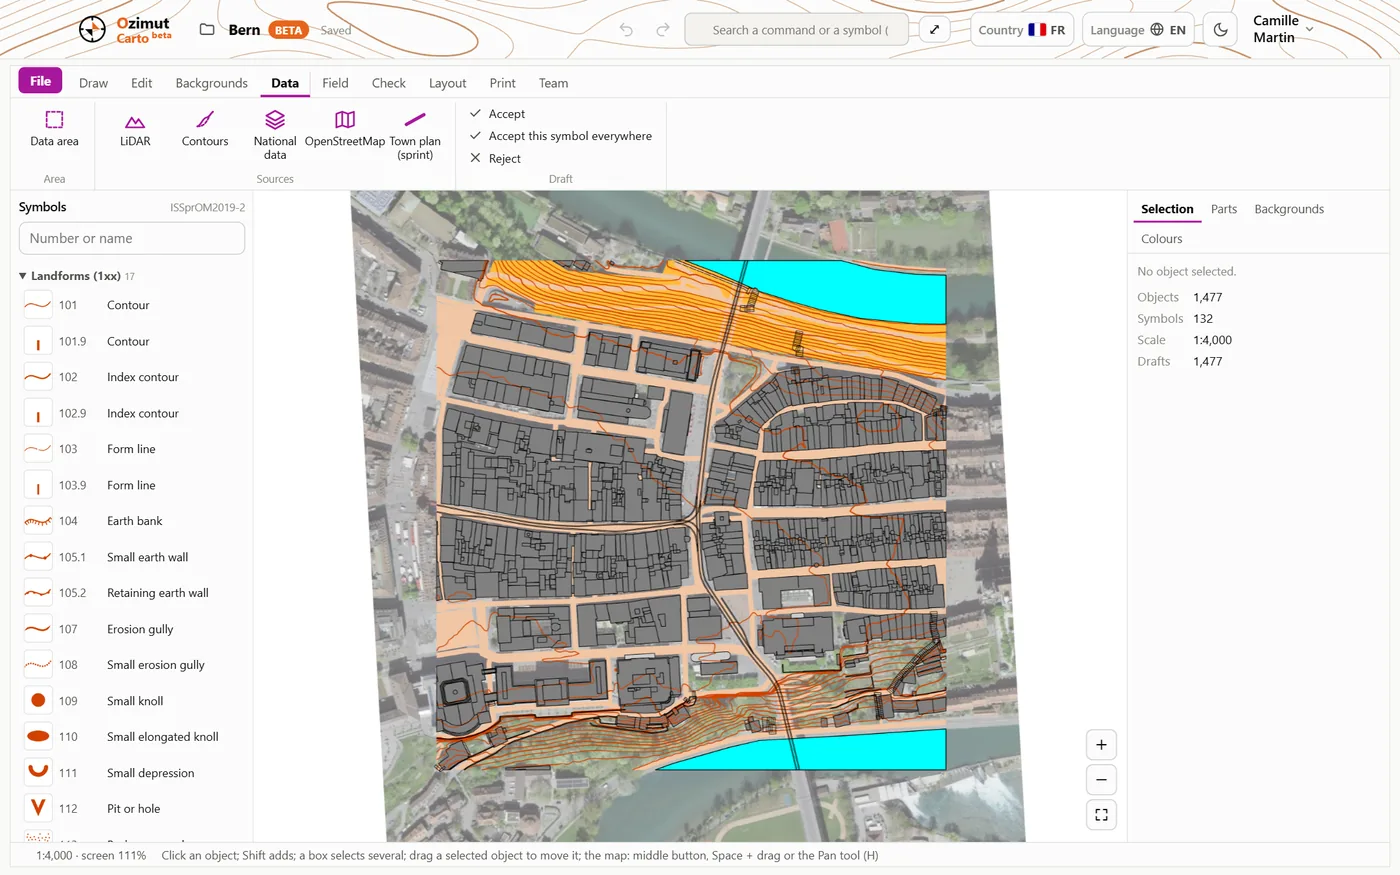 Ozimut
Carto beta
Bern BETA Saved
Search a command or a symbol (
Country FR
Language EN
Camille
Martin
File Draw Edit Backgrounds Data Field Check Layout Print Team
Data area
Area
LiDAR
Contours
National
data
OpenStreetMap
Town plan
(sprint)
Sources
Accept
Accept this symbol everywhere
Reject
Draft
Symbols ISSprOM2019-2
Number or name
Landforms (1xx) 17
101 Contour
101.9 Contour
102 Index contour
102.9 Index contour
103 Form line
103.9 Form line
104 Earth bank
105.1 Small earth wall
105.2 Retaining earth wall
107 Erosion gully
108 Small erosion gully
109 Small knoll
110 Small elongated knoll
111 Small depression
112 Pit or hole
Selection Parts Backgrounds
Colours
No object selected.
Objects 1,477
Symbols 132
Scale 1:4,000
Drafts 1,477
1:4,000 · screen 111% Click an object; Shift adds; a box selects several; drag a selected object to move it; the map: middle button, Space + drag or the Pan tool (H)